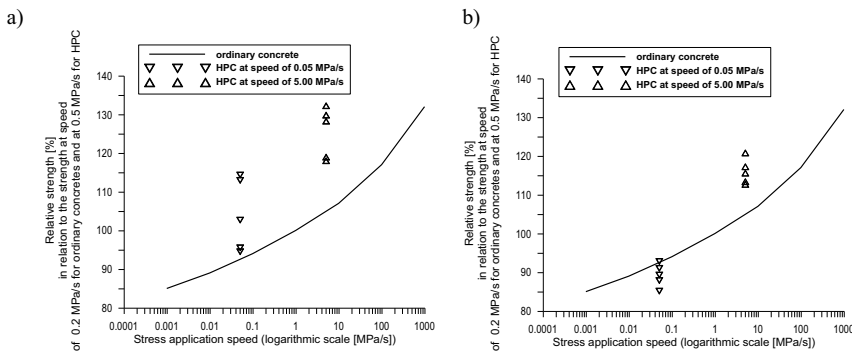 a)
ordinary concrete
HPC at speed of 0.05 MPa/s
HPC at speed of 5.00 MPa/s
Relative strength [%]
in relation to the strength at speed
of 0.2 MPa/s for ordinary concretes and at 0.5 MPa/s for HPC
140
130
120
110
100
90
80
0.0001 0.001 0.01 0.1 1 10 100 1000
Stress application speed (logarithmic scale [MPa/s])
b)
ordinary concrete
HPC at speed of 0.05 MPa/s
HPC at speed of 5.00 MPa/s
Relative strength [%]
in relation to the strength at speed
of 0.2 MPa/s for ordinary concretes and at 0.5 MPa/s for HPC
140
130
120
110
100
90
80
0.0001 0.001 0.01 0.1 1 10 100 1000
Stress application speed (logarithmic scale [MPa/s])